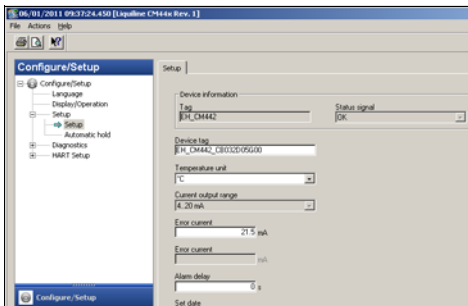 06/01/2011 09:37:24.450 [Liquiline CM44x Rev. 1]
File Actions Help
Configure/Setup
Configure/Setup
Language
Display/Operation
Setup
Setup
Automatic hold
Diagnostics
HART Setup
Configure/Setup
Setup
Device information
Tag
EH_CM442
Status signal
OK
Device tag
EH_CM442_CB032D05G00
Temperature unit
°C
Current output range
4..20 mA
Error current
21.5 mA
Error current
mA
Alarm delay
0 s
Set date